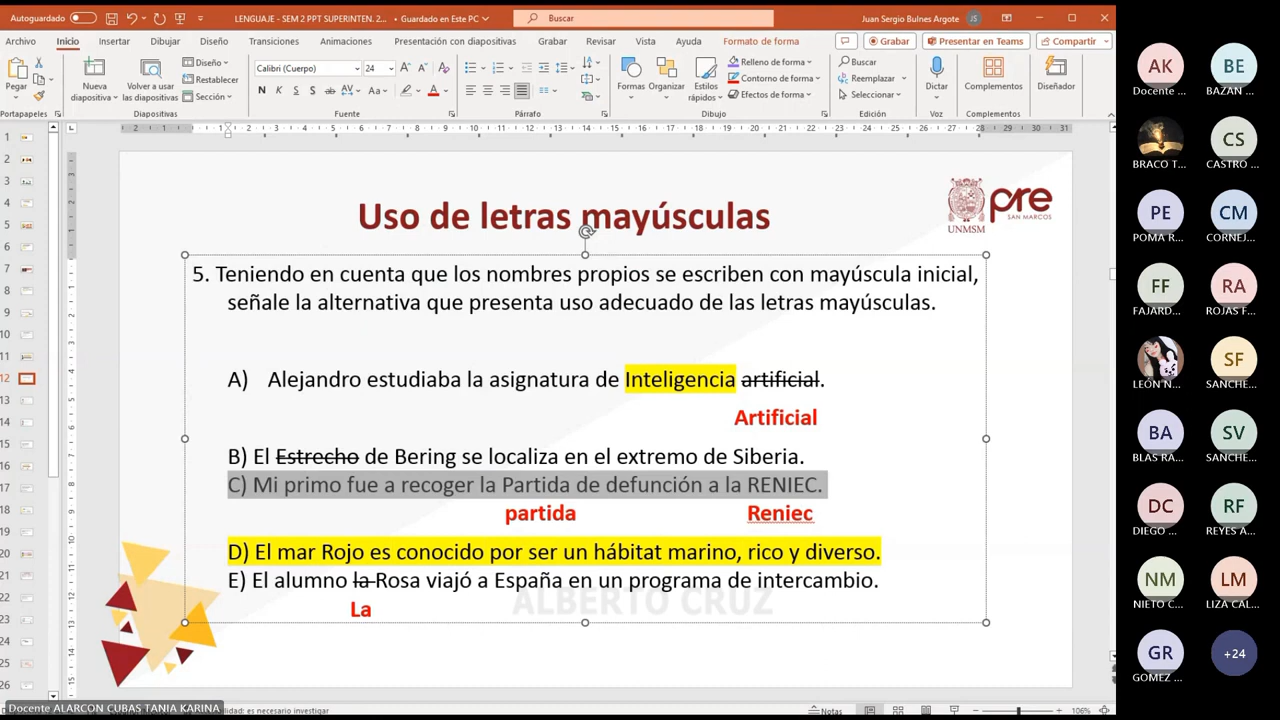 Autoguardado
LENGUAJE - SEM 2 PPT SUPERINTEN. 2... • Guardado en Este PC
Buscar
Juan Sergio Bulnes Argote
JS
Archivo Inicio Insertar Dibujar Diseño Transiciones Animaciones Presentación con diapositivas Grabar Revisar Vista Ayuda Formato de forma
Grabar
Presentar en Teams
Compartir
Pegar
Nueva diapositiva
Volver a usar las diapositivas
Diseño
Restablecer
Sección
Calibri (Cuerpo) 24
Formas
Organizar
Estilos rápidos
Relleno de forma
Contorno de forma
Efectos de forma
Buscar
Reemplazar
Seleccionar
Dictar
Complementos
Diseñador
Portapapeles Diapositivas Fuente Párrafo Dibujo Edición Voz Complementos
Uso de letras mayúsculas
UNMSM
pre
SAN MARCOS
5. Teniendo en cuenta que los nombres propios se escriben con mayúscula inicial,
señale la alternativa que presenta uso adecuado de las letras mayúsculas.
A) Alejandro estudiaba la asignatura de Inteligencia artificial.
Artificial
B) El Estrecho de Bering se localiza en el extremo de Siberia.
C) Mi primo fue a recoger la Partida de defunción a la RENIEC.
partida Reniec
D) El mar Rojo es conocido por ser un hábitat marino, rico y diverso.
E) El alumno la Rosa viajó a España en un programa de intercambio.
La
ALBERTO CRUZ
Docente ALARCON CUBAS TANIA KARINA
lidad: es necesario investigar
Notas
106%
AK BE
Docente ... BAZAN...
CS
BRACO T... CASTRO ...
PE CM
POMA R... CORNEJ...
FF RA
FAJARD... ROJAS F...
SF
LEON N... SANCHE...
BA SV
BLAS RA... SANCHE...
DC RF
DIEGO ... REYES A...
NM LM
NIETO C... LIZA CAL...
GR +24
GOMEZ ...